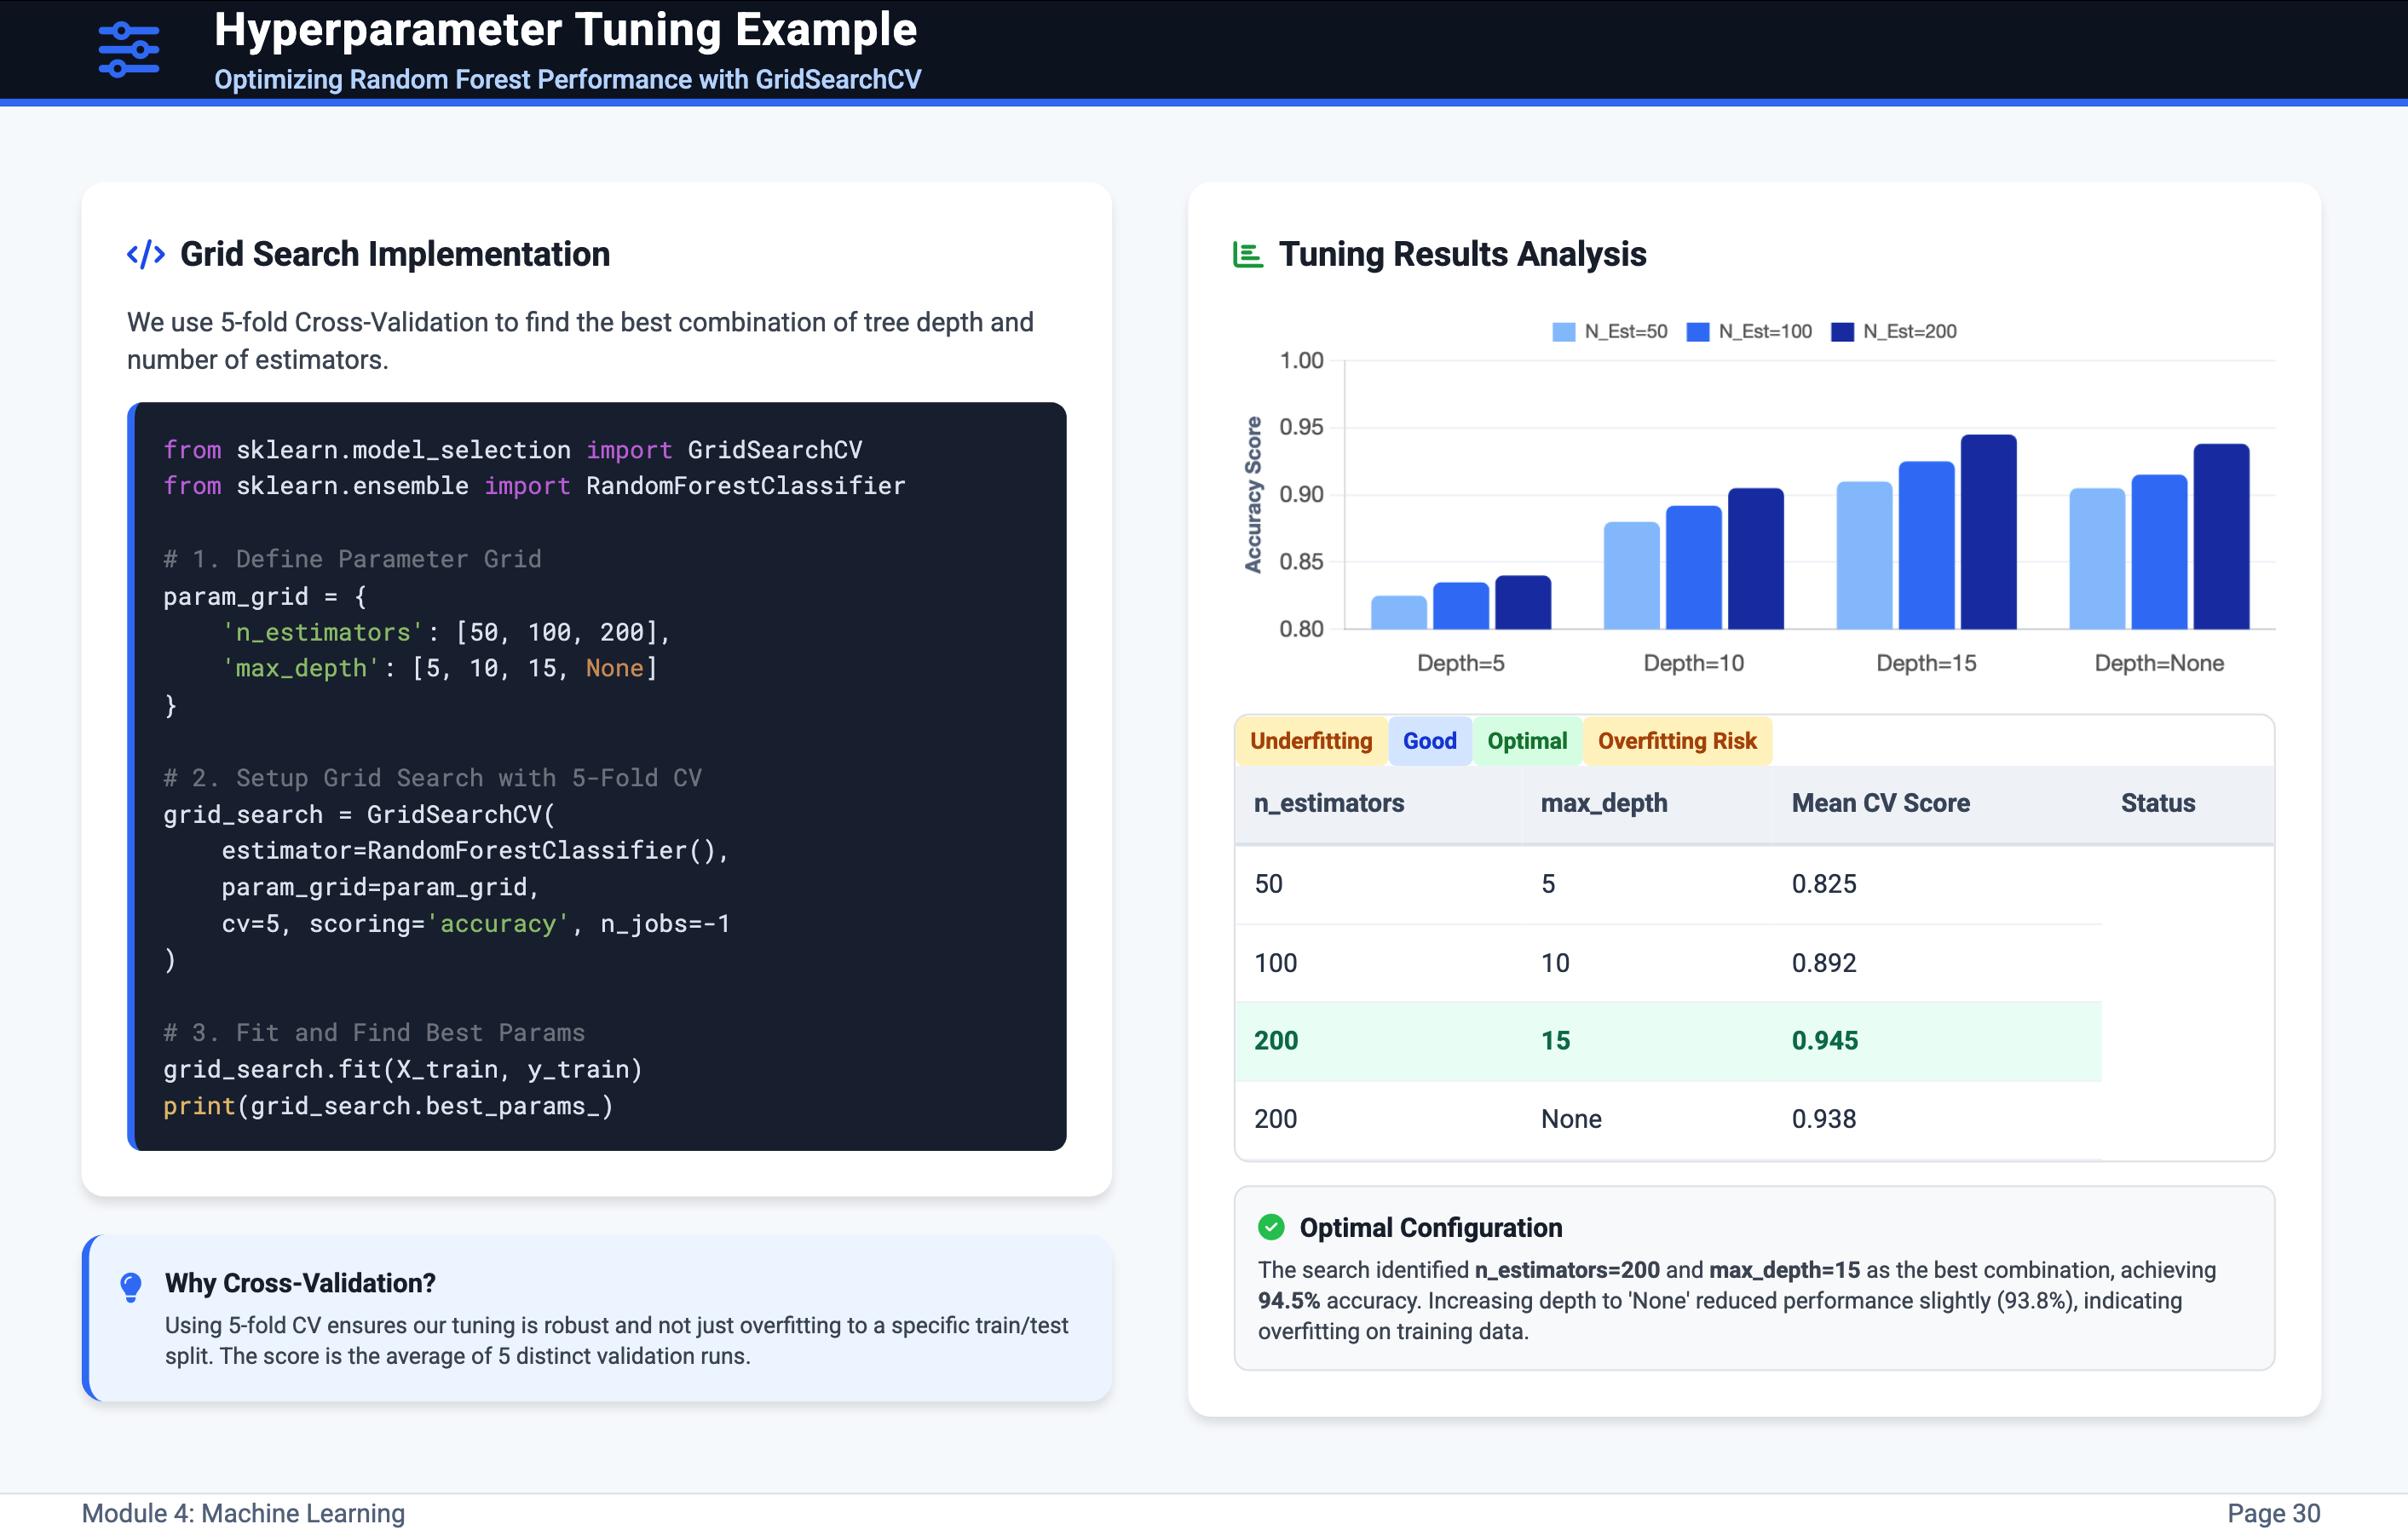 Hyperparameter Tuning Example
Optimizing Random Forest Performance with GridSearchCV
</> Grid Search Implementation
We use 5-fold Cross-Validation to find the best combination of tree depth and
number of estimators.
from sklearn.model_selection import GridSearchCV
from sklearn.ensemble import RandomForestClassifier
# 1. Define Parameter Grid
param_grid = {
    'n_estimators': [50, 100, 200],
    'max_depth': [5, 10, 15, None]
}
# 2. Setup Grid Search with 5-Fold CV
grid_search = GridSearchCV(
    estimator=RandomForestClassifier(),
    param_grid=param_grid,
    cv=5, scoring='accuracy', n_jobs=-1
)
# 3. Fit and Find Best Params
grid_search.fit(X_train, y_train)
print(grid_search.best_params_)
Why Cross-Validation?
Using 5-fold CV ensures our tuning is robust and not just overfitting to a specific train/test
split. The score is the average of 5 distinct validation runs.
Tuning Results Analysis
N_Est=50 N_Est=100 N_Est=200
Accuracy Score
1.00
0.95
0.90
0.85
0.80
Depth=5 Depth=10 Depth=15 Depth=None
Underfitting Good Optimal Overfitting Risk
n_estimators max_depth Mean CV Score Status
50 5 0.825
100 10 0.892
200 15 0.945
200 None 0.938
Optimal Configuration
The search identified n_estimators=200 and max_depth=15 as the best combination, achieving
94.5% accuracy. Increasing depth to 'None' reduced performance slightly (93.8%), indicating
overfitting on training data.
Module 4: Machine Learning
Page 30